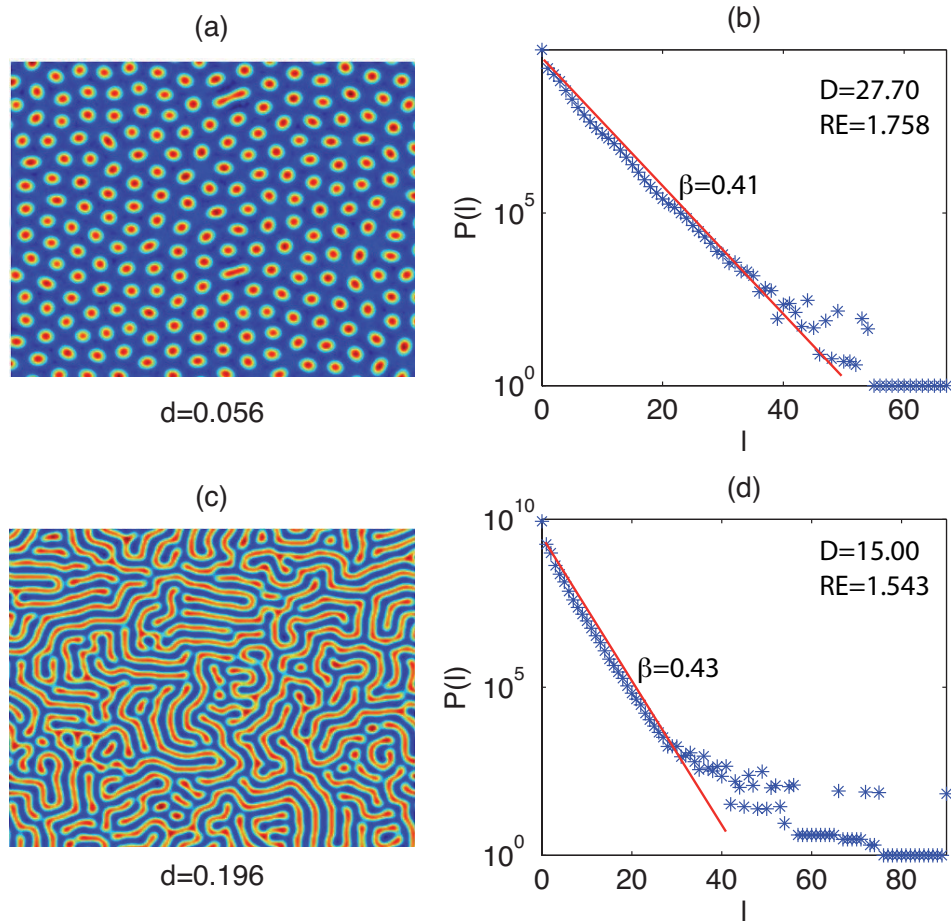 (a)
d=0.056
(b)
D=27.70
RE=1.758
β=0.41
P(l)
10^5
10^0
0 20 40 60
l
(c)
d=0.196
(d)
10^10
D=15.00
RE=1.543
β=0.43
P(l)
10^5
10^0
0 20 40 60 80
l